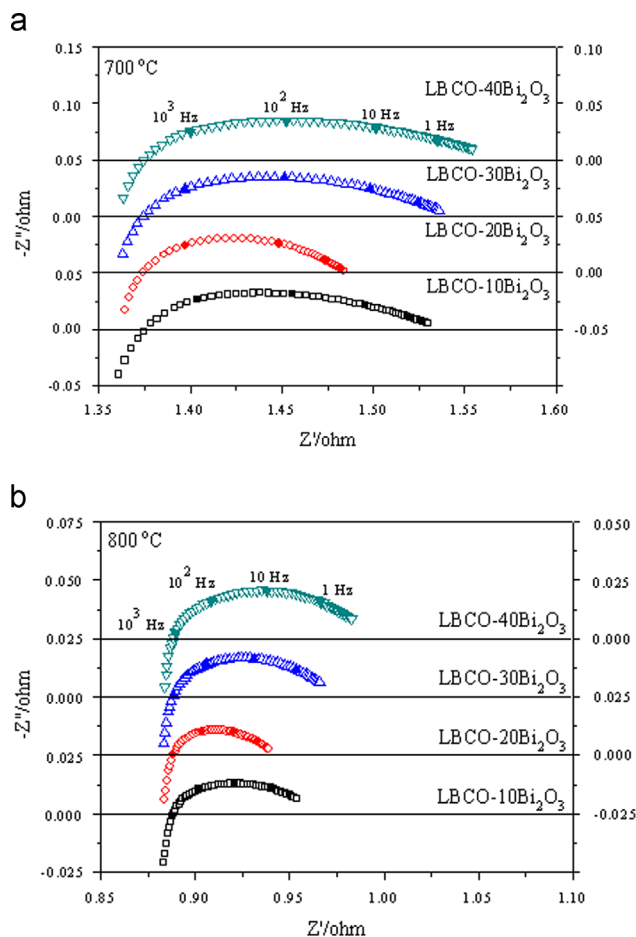 a
700 °C
0.15
0.10
0.05
0.00
0.05
0.00
-0.05
-Z''/ohm
10³ Hz
10² Hz
10 Hz
1 Hz
LBCO-40Bi₂O₃
LBCO-30Bi₂O₃
LBCO-20Bi₂O₃
LBCO-10Bi₂O₃
0.10
0.05
0.00
0.05
0.00
-0.05
1.35
1.40
1.45
1.50
1.55
1.60
Z'/ohm
b
800 °C
0.075
0.050
0.025
0.000
0.025
0.000
-0.025
-Z''/ohm
10³ Hz
10² Hz
10 Hz
1 Hz
LBCO-40Bi₂O₃
LBCO-30Bi₂O₃
LBCO-20Bi₂O₃
LBCO-10Bi₂O₃
0.050
0.025
0.000
0.025
0.000
-0.025
0.85
0.90
0.95
1.00
1.05
1.10
Z'/ohm